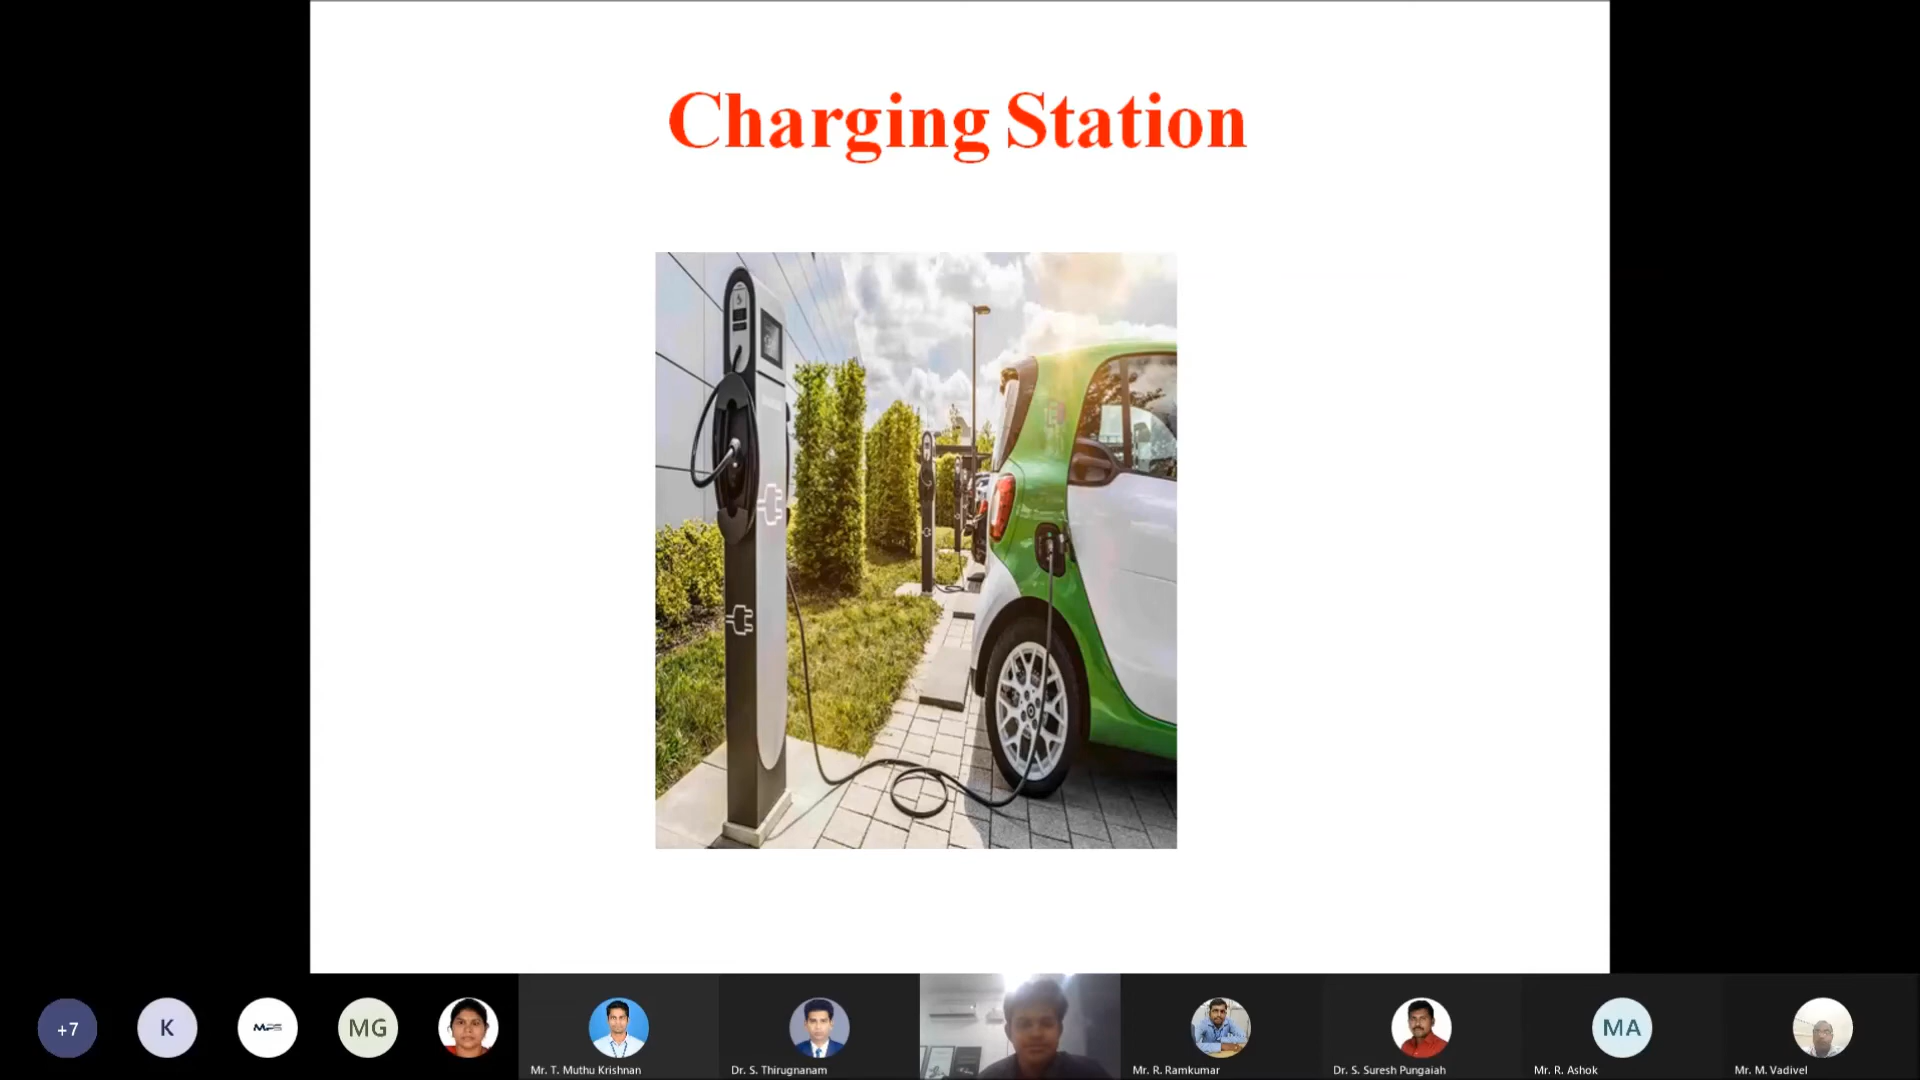 Charging Station
+7
K
MPS
MG
MA
Mr. T. Muthu Krishnan
Dr. S. Thirugnanam
Mr. R. Ramkumar
Dr. S. Suresh Pungaiah
Mr. R. Ashok
Mr. M. Vadivel